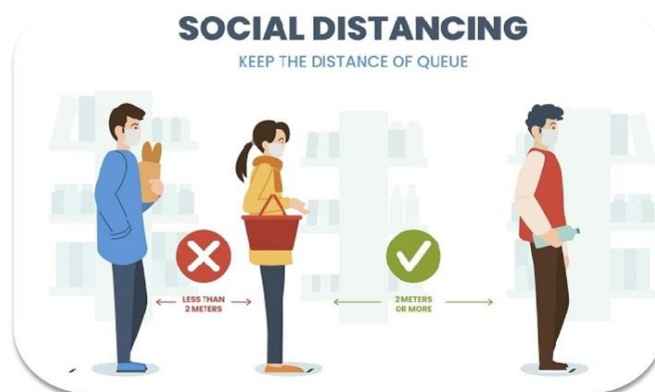 SOCIAL DISTANCING
KEEP THE DISTANCE OF QUEUE
LESS THAN
2 METERS
2 METERS
OR MORE